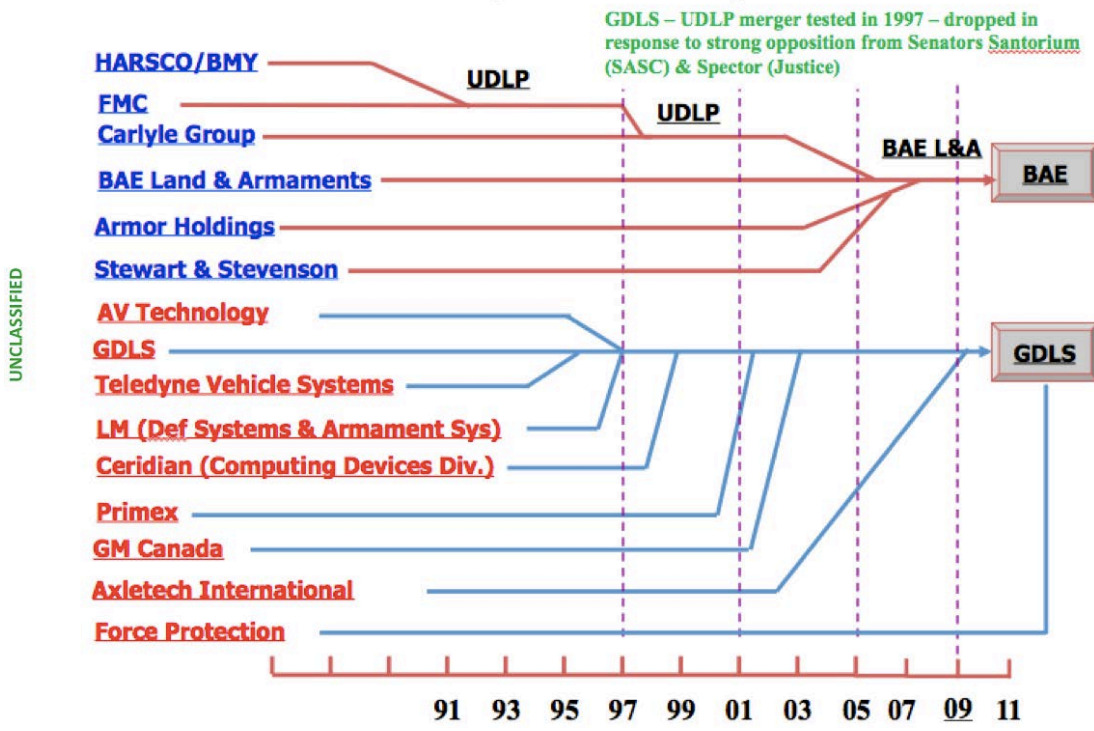 GDLS – UDLP merger tested in 1997 – dropped in
response to strong opposition from Senators Santorium
(SASC) & Spector (Justice)
HARSCO/BMY
UDLP
FMC
UDLP
Carlyle Group
BAE L&A
BAE Land & Armaments
BAE
Armor Holdings
Stewart & Stevenson
UNCLASSIFIED
AV Technology
GDLS
GDLS
Teledyne Vehicle Systems
LM (Def Systems & Armament Sys)
Ceridian (Computing Devices Div.)
Primex
GM Canada
Axletech International
Force Protection
91 93 95 97 99 01 03 05 07 09 11